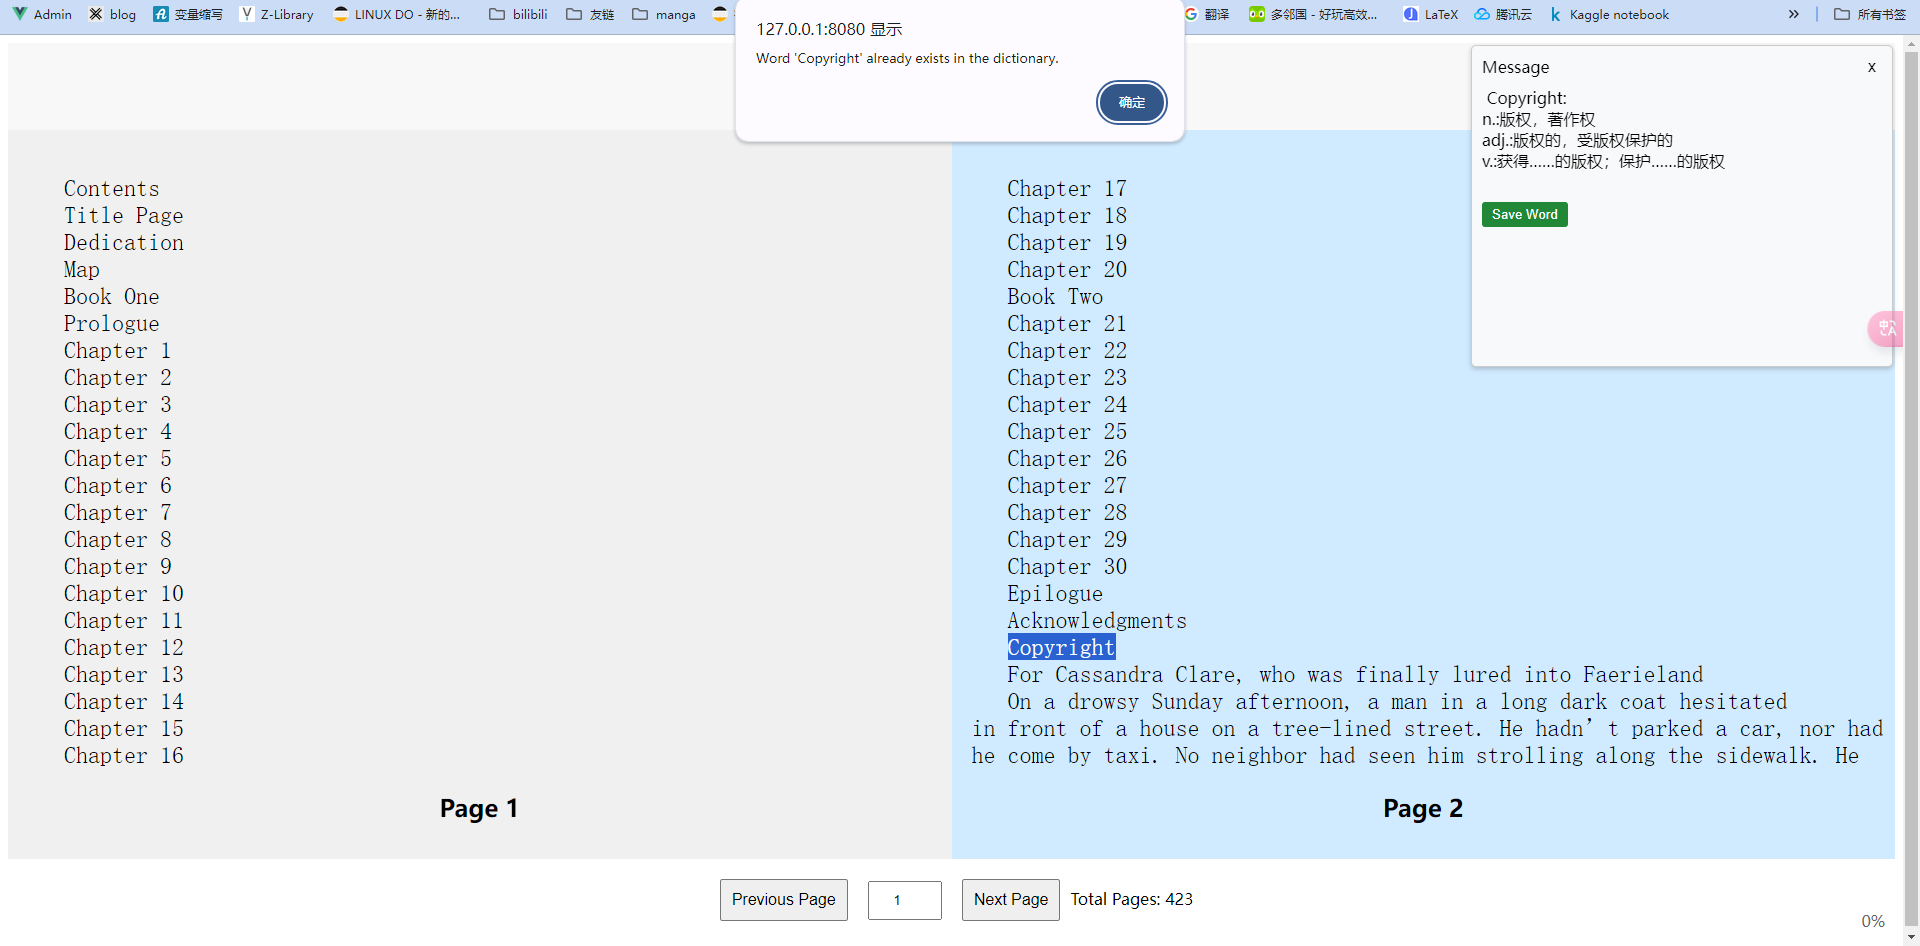 Admin blog 变量缩写 Z-Library LINUX DO - 新的... bilibili 友链 manga 翻译 多邻国 - 好玩高效... LaTeX 腾讯云 Kaggle notebook » 所有书签
127.0.0.1:8080 显示
Word 'Copyright' already exists in the dictionary.
确定
Message x
Copyright:
n.:版权，著作权
adj.:版权的，受版权保护的
v.:获得……的版权；保护……的版权
Save Word
Contents
Title Page
Dedication
Map
Book One
Prologue
Chapter 1
Chapter 2
Chapter 3
Chapter 4
Chapter 5
Chapter 6
Chapter 7
Chapter 8
Chapter 9
Chapter 10
Chapter 11
Chapter 12
Chapter 13
Chapter 14
Chapter 15
Chapter 16
Page 1
Chapter 17
Chapter 18
Chapter 19
Chapter 20
Book Two
Chapter 21
Chapter 22
Chapter 23
Chapter 24
Chapter 25
Chapter 26
Chapter 27
Chapter 28
Chapter 29
Chapter 30
Epilogue
Acknowledgments
Copyright
For Cassandra Clare, who was finally lured into Faerieland
On a drowsy Sunday afternoon, a man in a long dark coat hesitated
in front of a house on a tree-lined street. He hadn’t parked a car, nor had
he come by taxi. No neighbor had seen him strolling along the sidewalk. He
Page 2
Previous Page 1 Next Page Total Pages: 423
0%